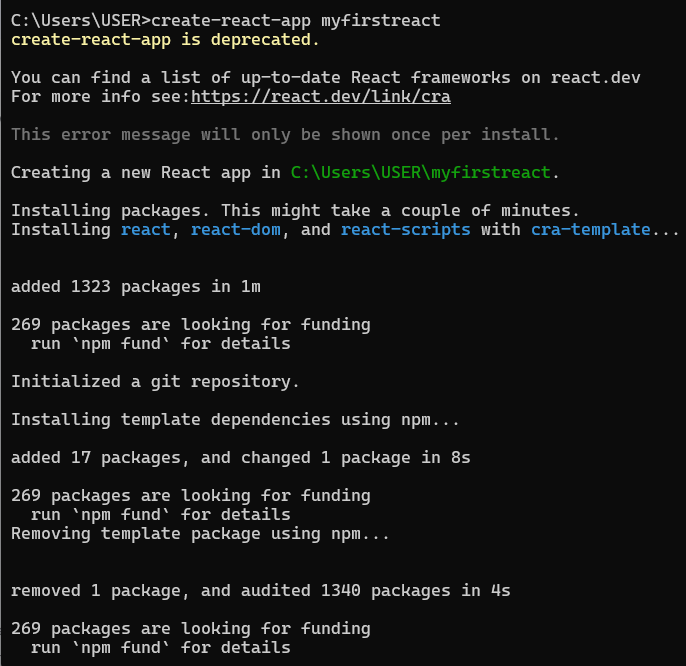 C:\Users\USER>create-react-app myfirstreact
create-react-app is deprecated.
You can find a list of up-to-date React frameworks on react.dev
For more info see:https://react.dev/link/cra
This error message will only be shown once per install.
Creating a new React app in C:\Users\USER\myfirstreact.
Installing packages. This might take a couple of minutes.
Installing react, react-dom, and react-scripts with cra-template...
added 1323 packages in 1m
269 packages are looking for funding
  run `npm fund` for details
Initialized a git repository.
Installing template dependencies using npm...
added 17 packages, and changed 1 package in 8s
269 packages are looking for funding
  run `npm fund` for details
Removing template package using npm...
removed 1 package, and audited 1340 packages in 4s
269 packages are looking for funding
  run `npm fund` for details